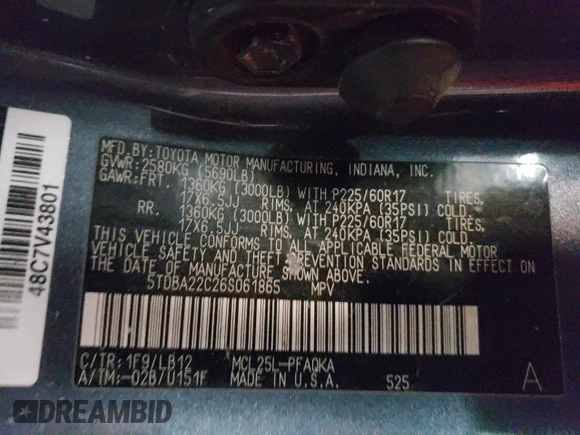 MFD.BY:TOYOTA MOTOR MANUFACTURING, INDIANA, INC.
GVWR:2580KG (5690LB)
GAWR:FRT. 1360KG (3000LB) WITH P225/60R17 TIRES,
17X6.5JJ RIMS, AT 240KPA (35PSI) COLD.
RR. 1360KG (3000LB) WITH P225/60R17 TIRES,
17X6.5JJ RIMS, AT 240KPA (35PSI) COLD.
THIS VEHICLE CONFORMS TO ALL APPLICABLE FEDERAL MOTOR
VEHICLE SAFETY AND THEFT PREVENTION STANDARDS IN EFFECT ON
THE DATE OF MANUFACTURE SHOWN ABOVE.
5TDBA22C26S061865 MPV
C/TR:1F9/LB12 MCL25L-PFAQKA
A/TM:-02B/U151F MADE IN U.S.A. 525
A
48C7V43801
DREAMBID